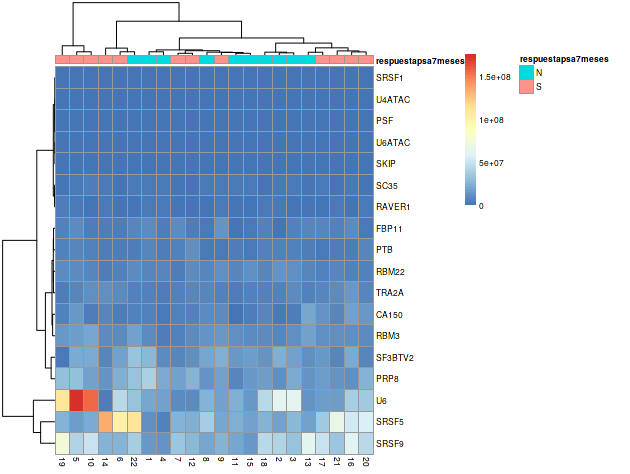 respuestapsa7meses
SRSF1
U4ATAC
PSF
U6ATAC
SKIP
SC35
RAVER1
FBP11
PTB
RBM22
TRA2A
CA150
RBM3
SF3BTV2
PRP8
U6
SRSF5
SRSF9
19 5 10 14 6 22 1 4 7 12 8 9 11 15 18 2 3 13 17 21 16 20
1.5e+08
1e+08
5e+07
0
respuestapsa7meses
N
S